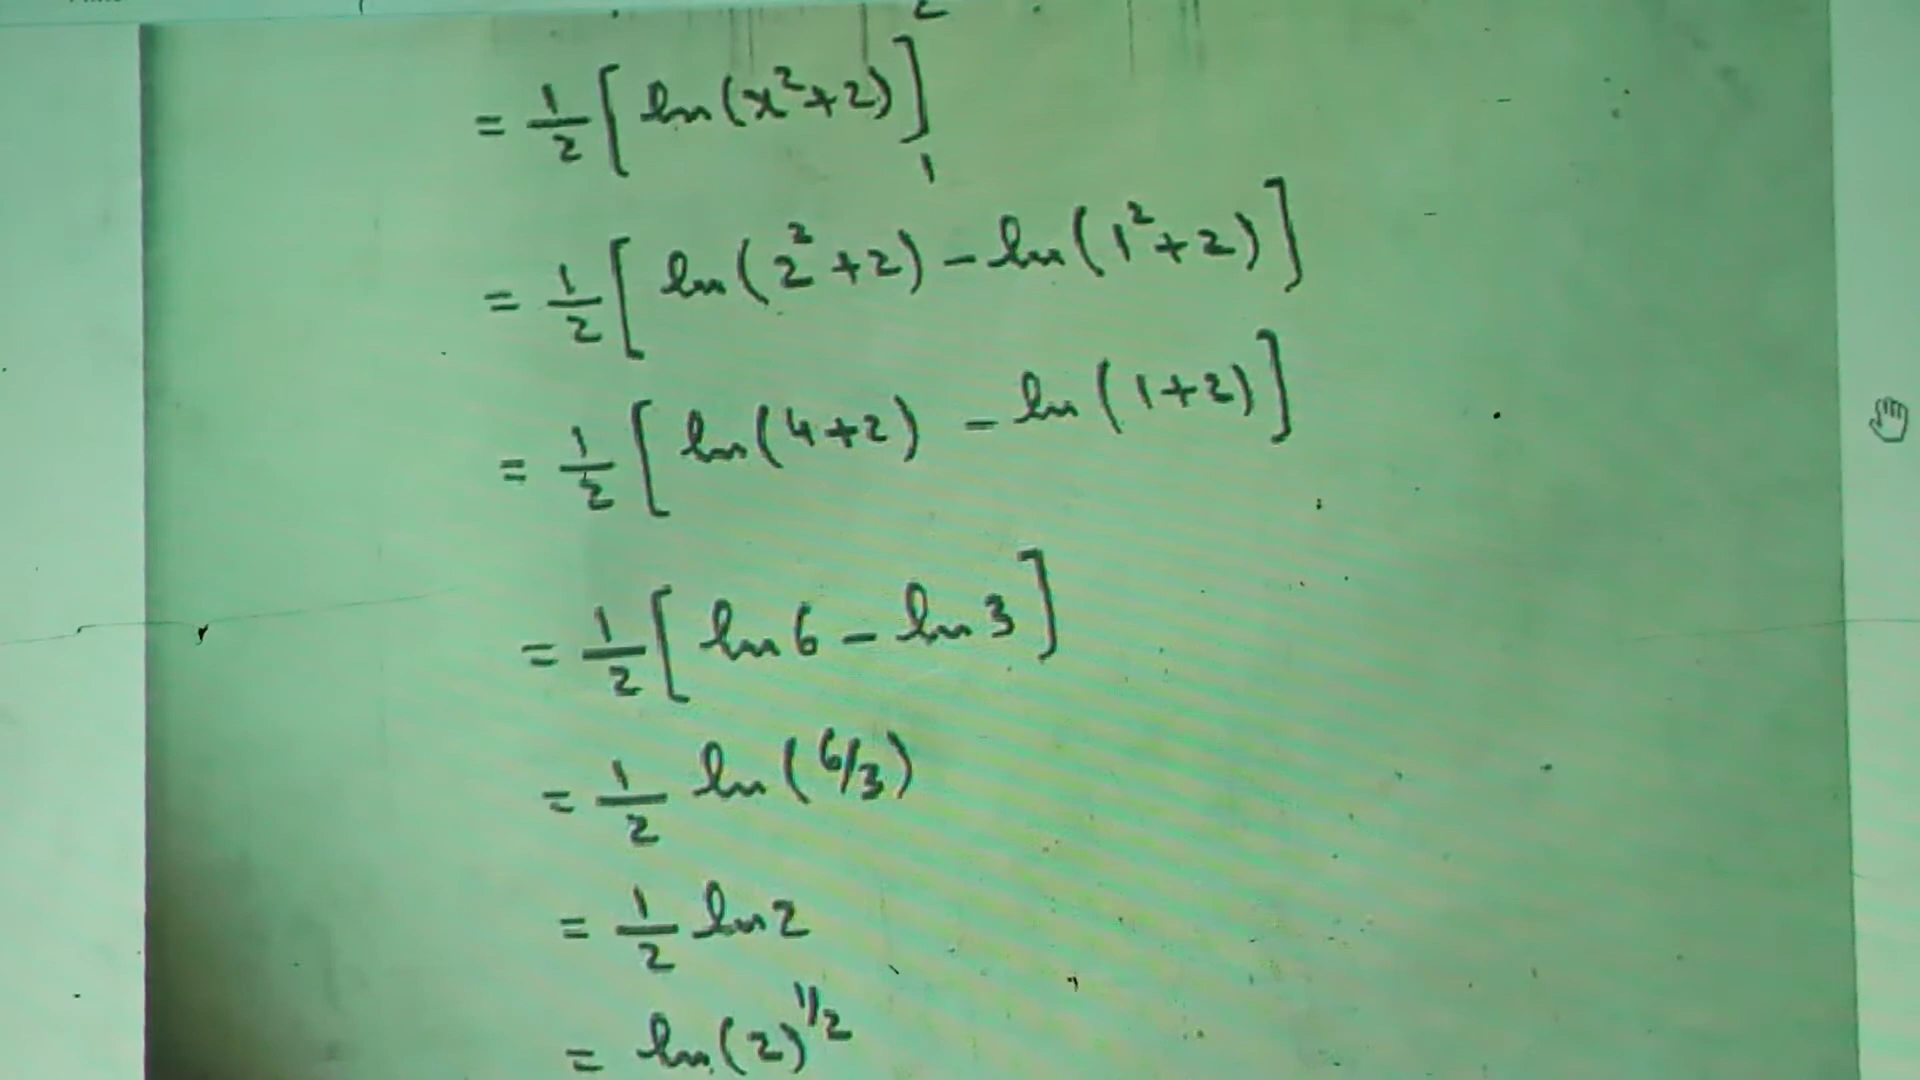 = 1/2 [ ln(x²+2) ]₁²
= 1/2 [ ln(2²+2) - ln(1²+2) ]
= 1/2 [ ln(4+2) - ln(1+2) ]
= 1/2 [ ln 6 - ln 3 ]
= 1/2 ln(6/3)
= 1/2 ln 2
= ln(2)^1/2